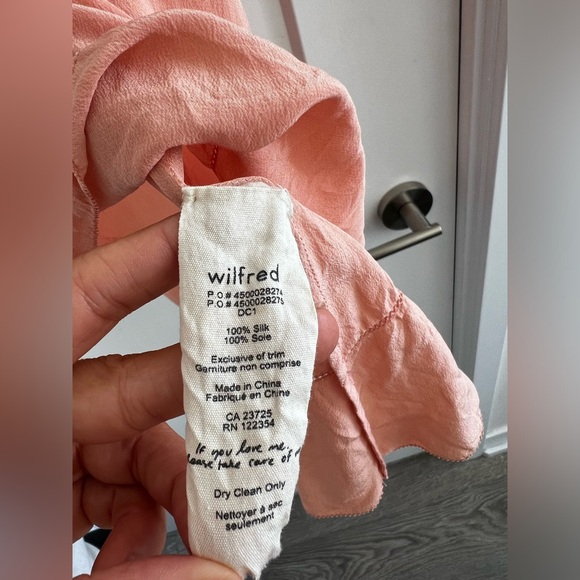 wilfred
P.O.# 4500028274
P.O.# 4500028275
DC1
100% Silk
100% Soie
Exclusive of trim
Garniture non comprise
Made in China
Fabriqué en Chine
CA 23725
RN 122354
If you love me,
please take care of
Dry Clean Only
Nettoyer à sec
seulement